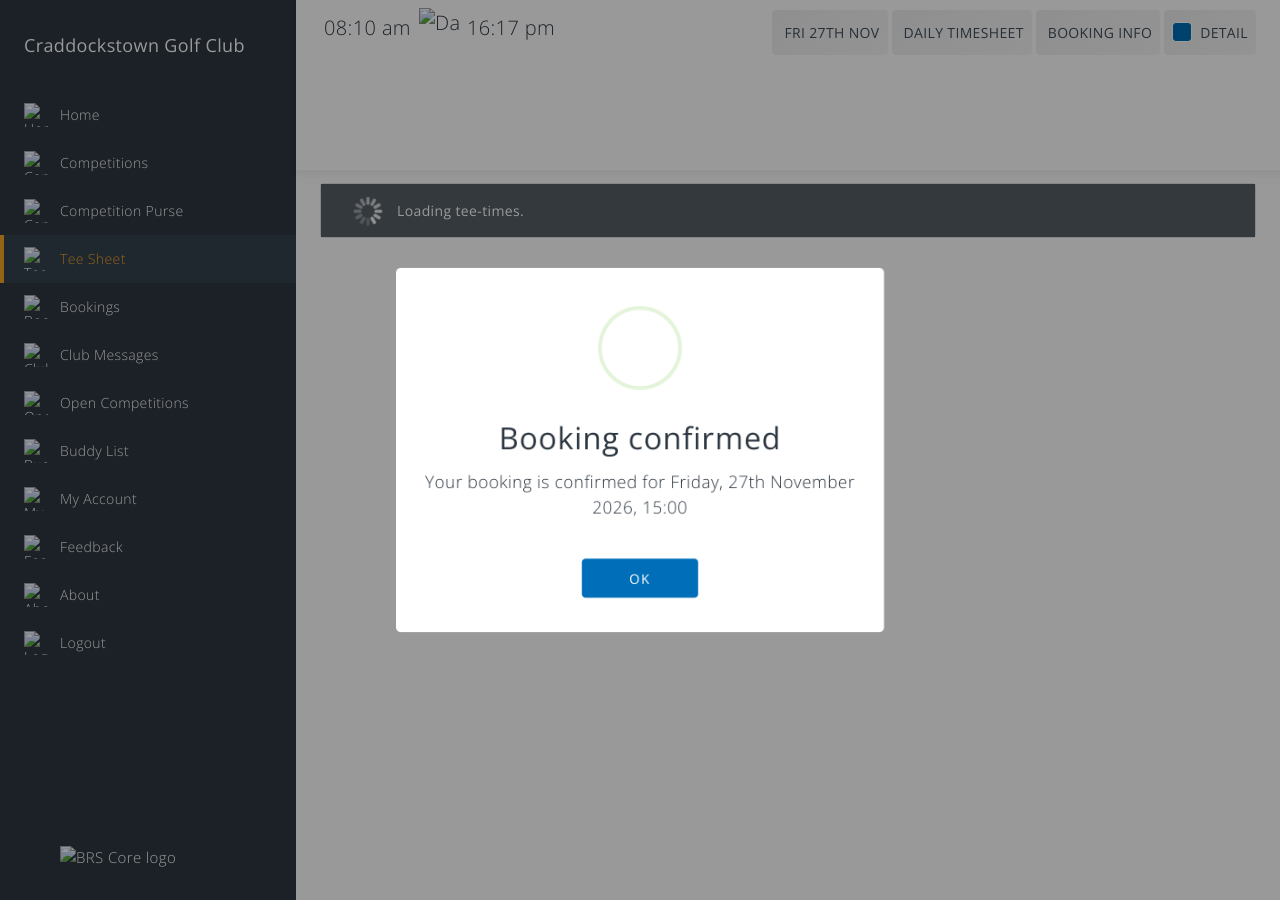 Craddockstown Golf Club
Home
Competitions
Competition Purse
Tee Sheet
Bookings
Club Messages
Open Competitions
Buddy List
My Account
Feedback
About
Logout
BRS Core logo
08:10 am Da 16:17 pm
FRI 27TH NOV DAILY TIMESHEET BOOKING INFO DETAIL
Loading tee-times.
Booking confirmed
Your booking is confirmed for Friday, 27th November
2026, 15:00
OK